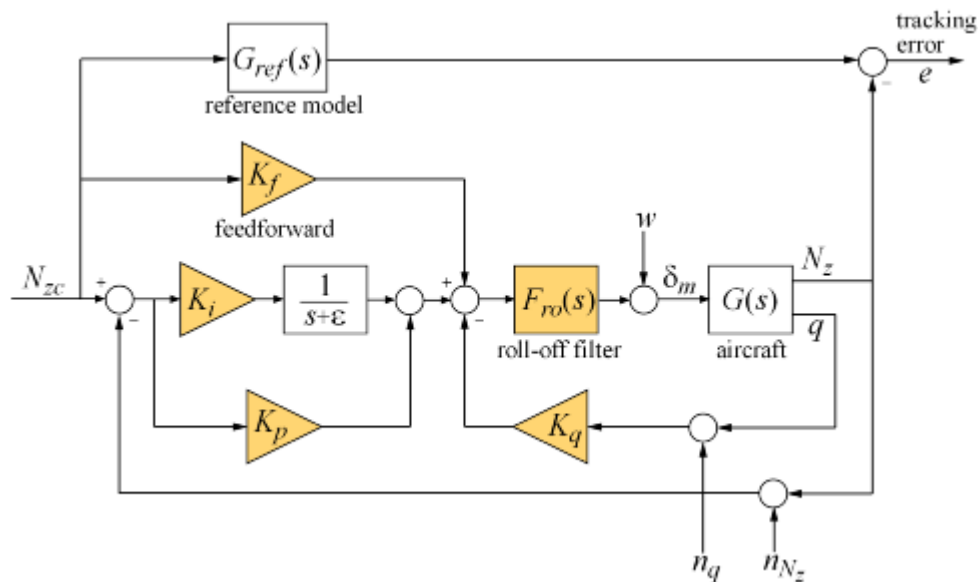 tracking
error
e
G_ref(s)
reference model
K_f
feedforward
w
N_zc
+
-
K_i
1
s+ε
+
-
F_ro(s)
roll-off filter
δ_m
G(s)
aircraft
N_z
q
-
K_p
K_q
n_q
n_N_z